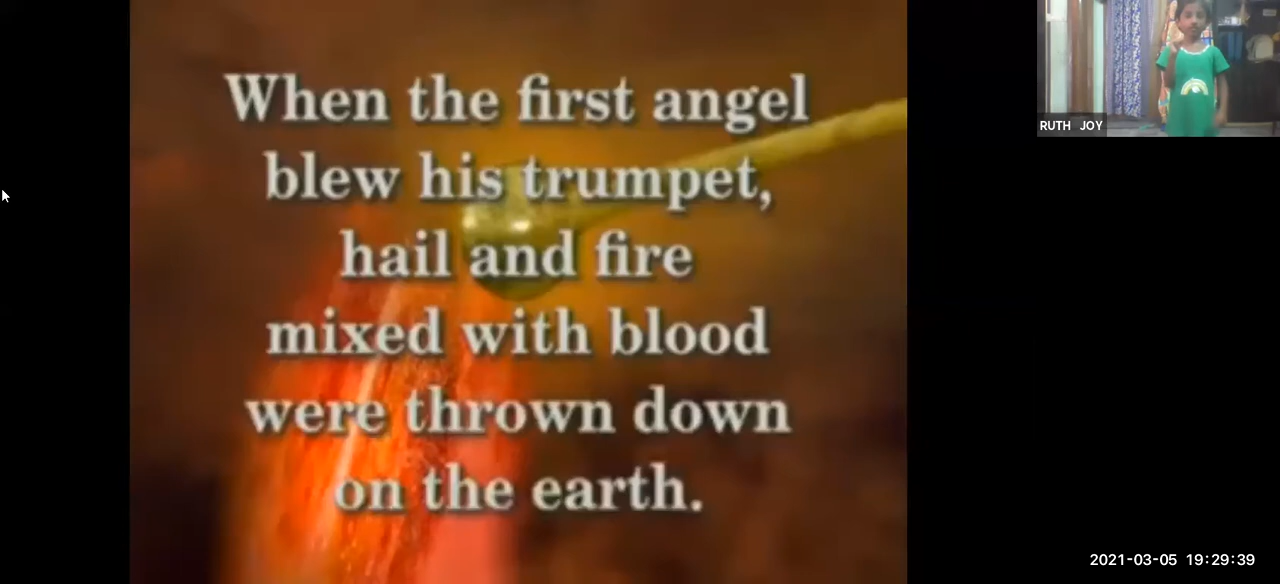 When the first angel
blew his trumpet,
hail and fire
mixed with blood
were thrown down
on the earth.
RUTH JOY
2021-03-05 19:29:39